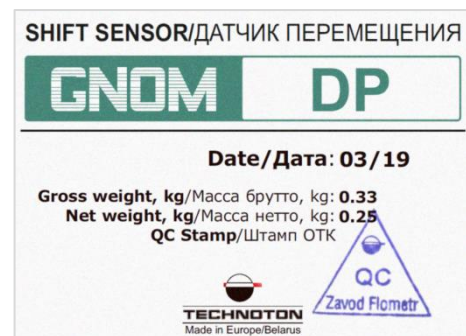 SHIFT SENSOR/ДАТЧИК ПЕРЕМЕЩЕНИЯ
GNOM DP
Date/Дата: 03/19
Gross weight, kg/Масса брутто, kg: 0.33
Net weight, kg/Масса нетто, kg: 0.25
QC Stamp/Штамп ОТК
QC
Zavod Flometr
TECHNOTON
Made in Europe/Belarus